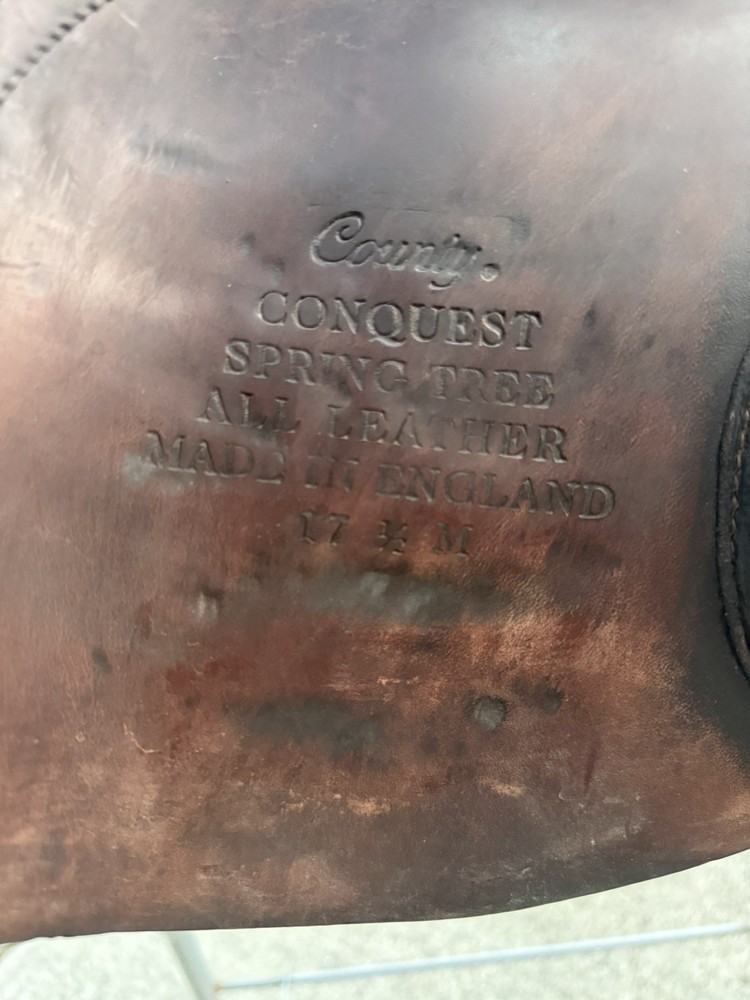 County.
CONQUEST
SPRING TREE
ALL LEATHER
MADE IN ENGLAND
17 ½ M